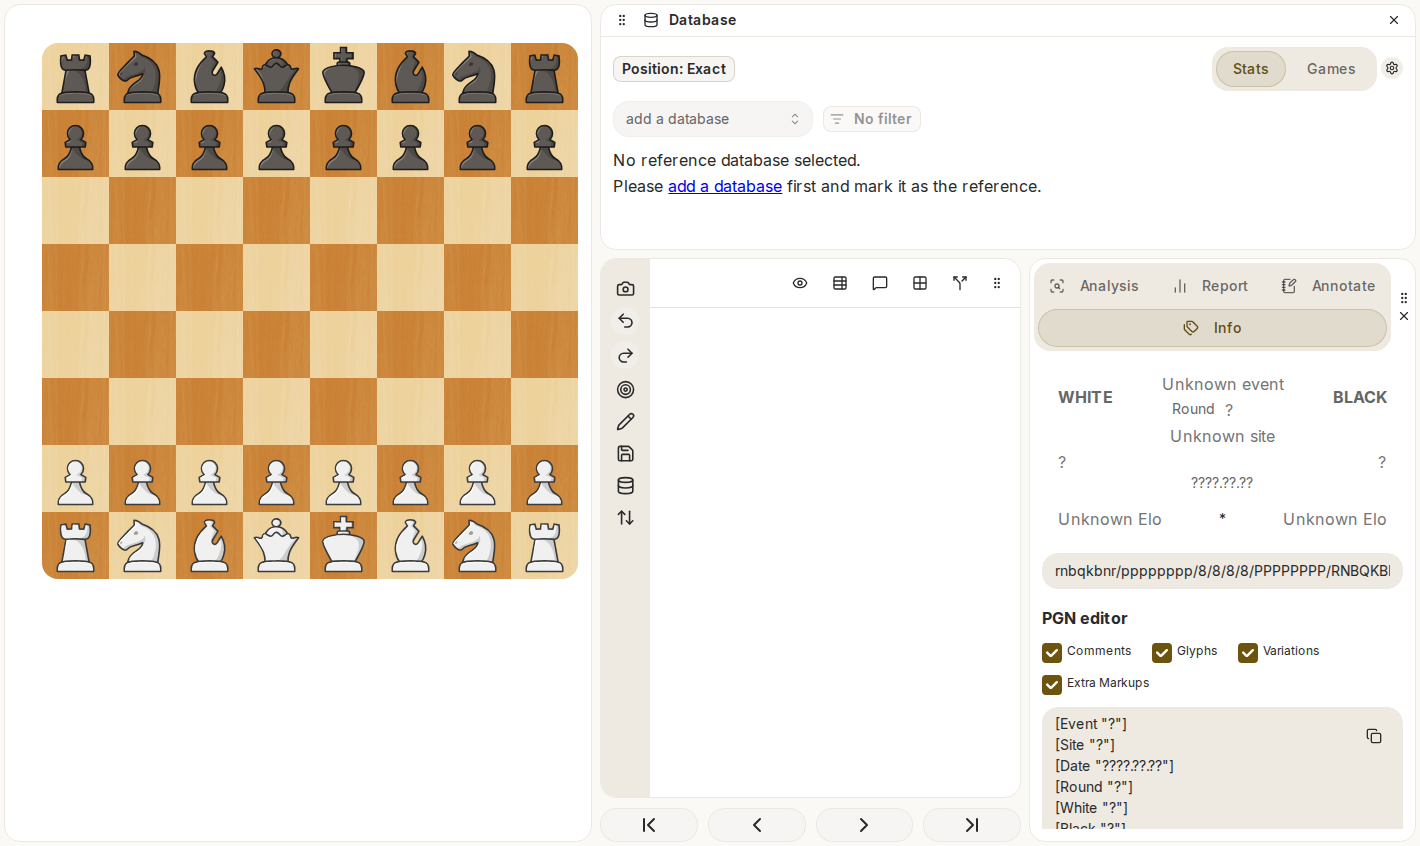 Database
Position: Exact
Stats
Games
add a database
No filter
No reference database selected.
Please add a database first and mark it as the reference.
Analysis
Report
Annotate
Info
WHITE
Unknown event
BLACK
Round ?
Unknown site
?
?
????.??.??
Unknown Elo
*
Unknown Elo
rnbqkbnr/pppppppp/8/8/8/8/PPPPPPPP/RNBQKB
PGN editor
Comments
Glyphs
Variations
Extra Markups
[Event "?"]
[Site "?"]
[Date "????.??.??"]
[Round "?"]
[White "?"]
[Black "?"]